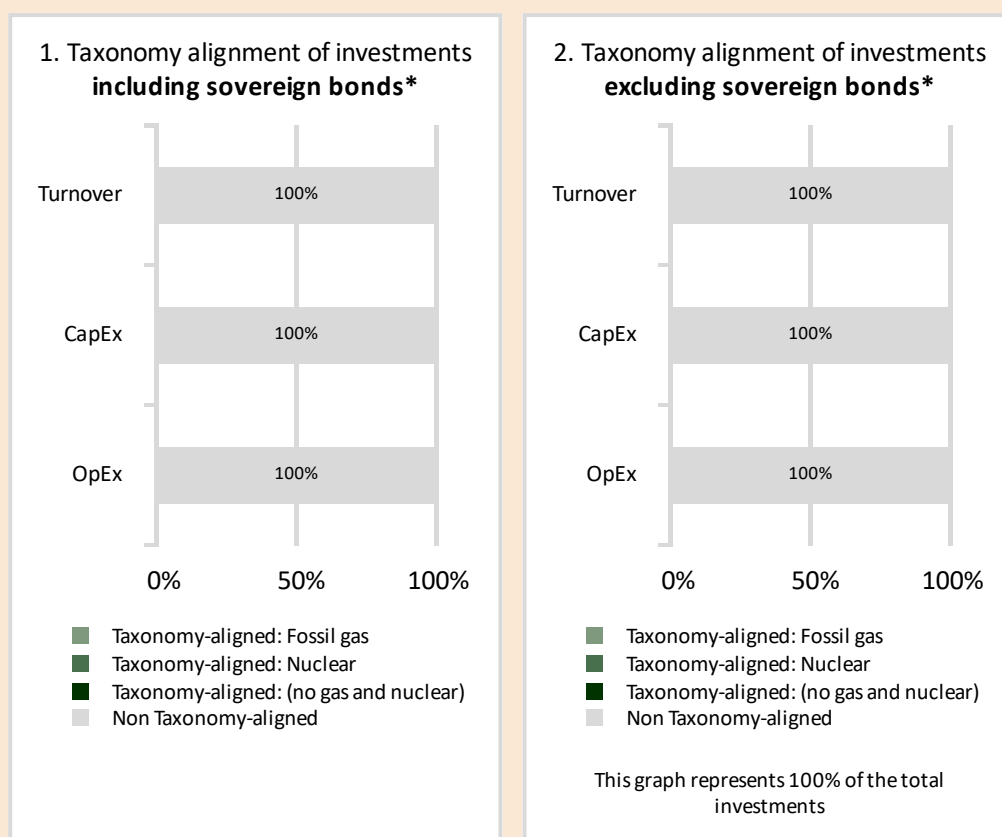 1. Taxonomy alignment of investments
including sovereign bonds*
Turnover
100%
CapEx
100%
OpEx
100%
0%
50%
100%
Taxonomy-aligned: Fossil gas
Taxonomy-aligned: Nuclear
Taxonomy-aligned: (no gas and nuclear)
Non Taxonomy-aligned
2. Taxonomy alignment of investments
excluding sovereign bonds*
Turnover
100%
CapEx
100%
OpEx
100%
0%
50%
100%
Taxonomy-aligned: Fossil gas
Taxonomy-aligned: Nuclear
Taxonomy-aligned: (no gas and nuclear)
Non Taxonomy-aligned
This graph represents 100% of the total
investments